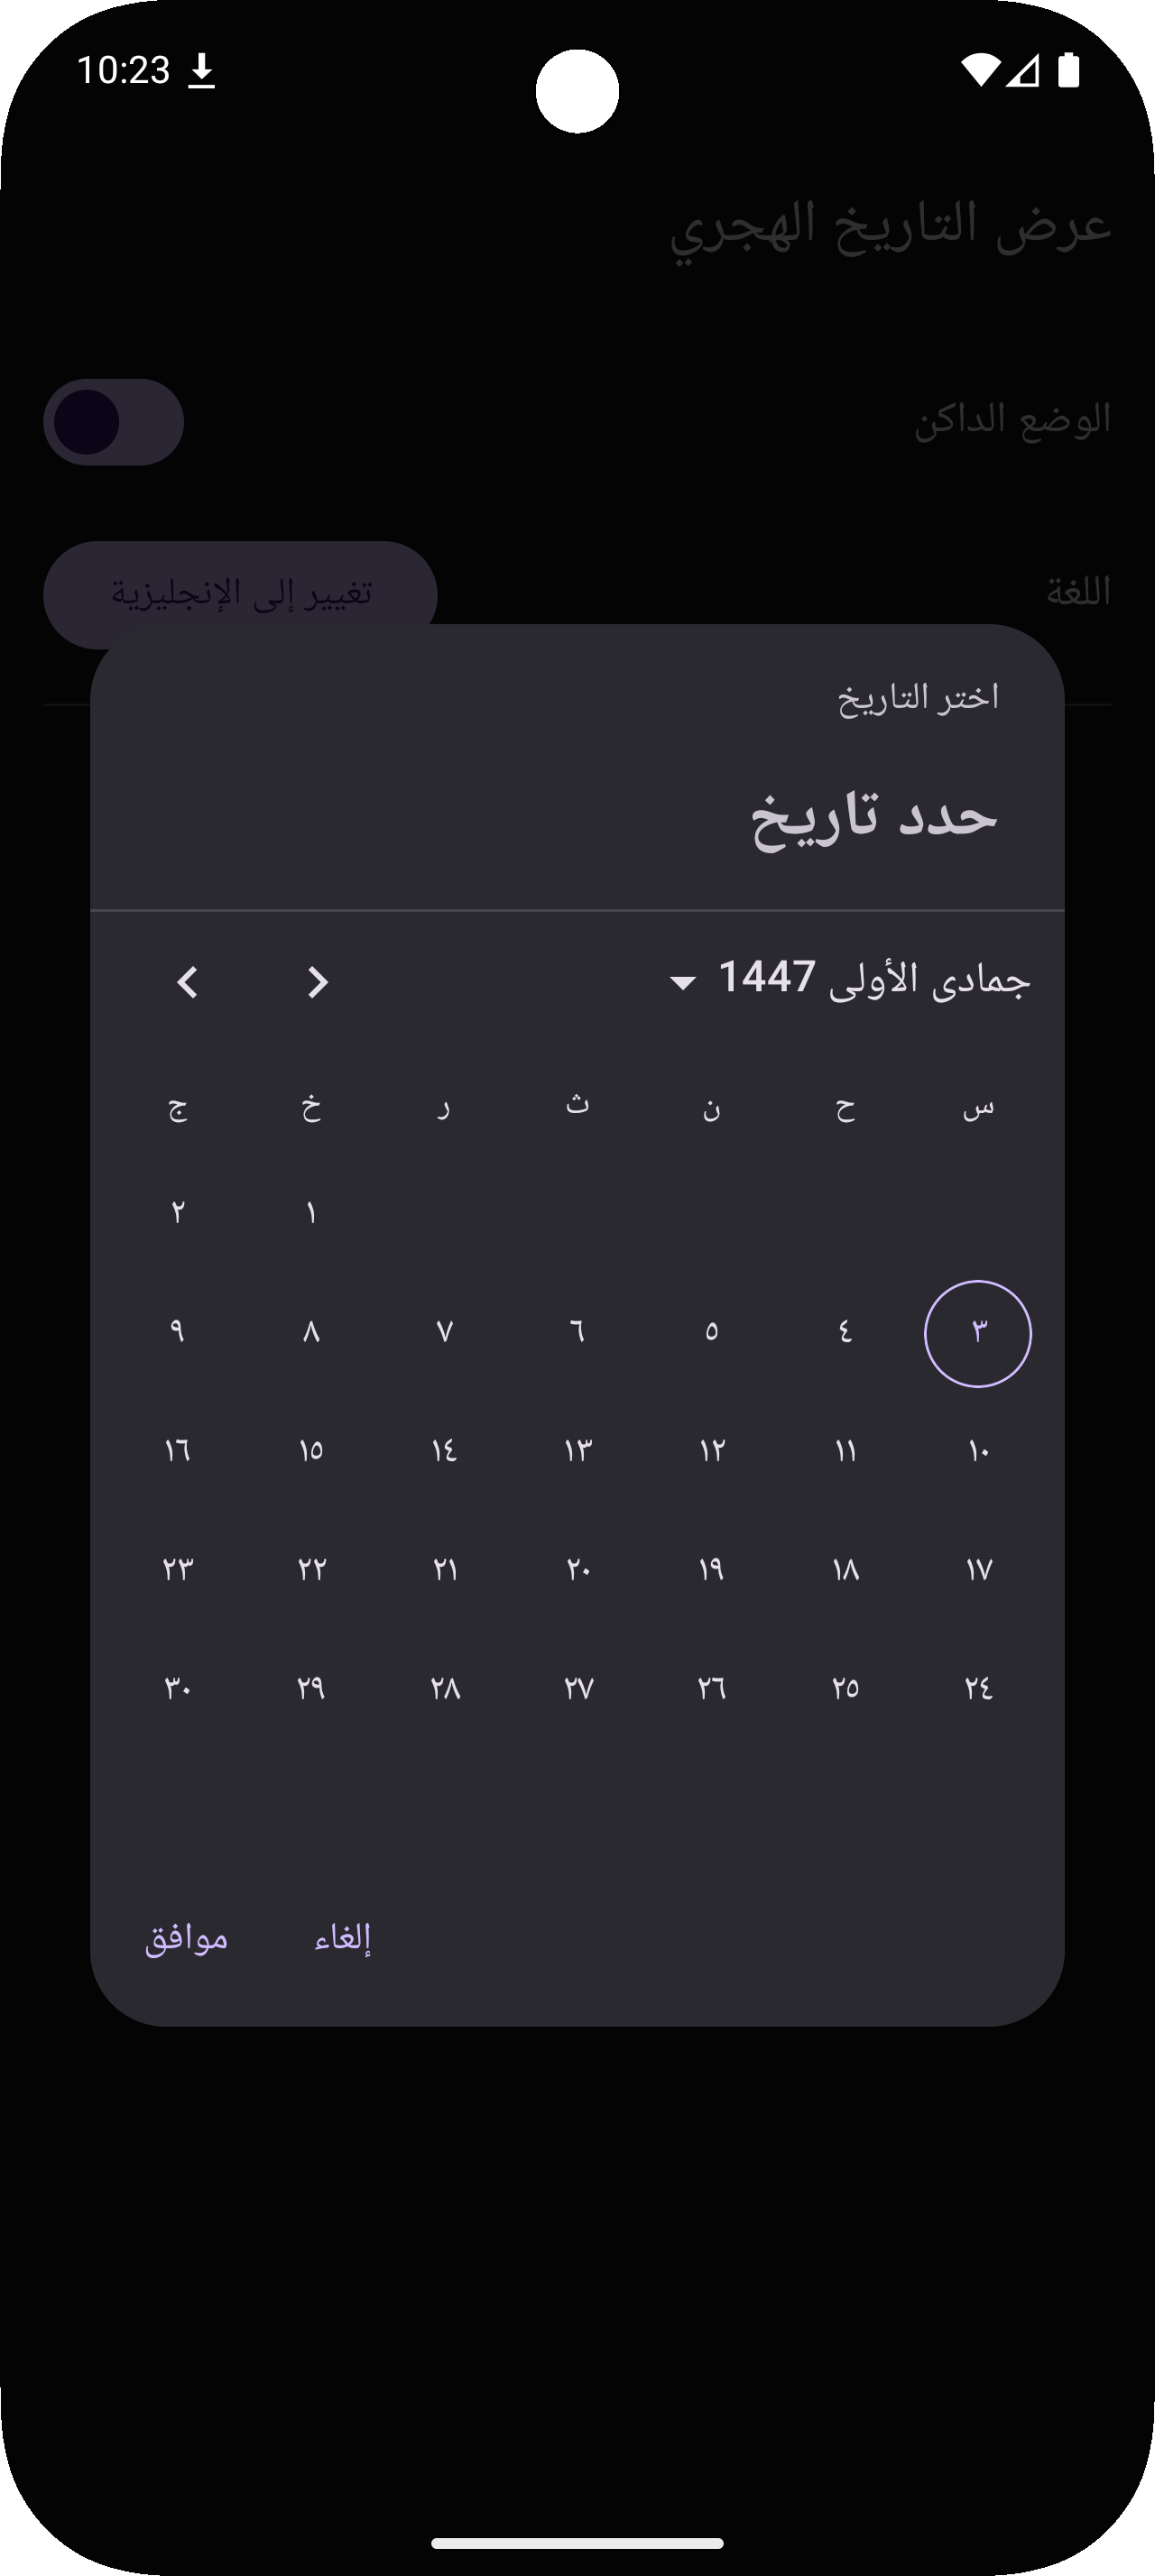 10:23
عرض التاريخ الهجري
الوضع الداكن
اللغة
تغيير إلى الإنجليزية
اختر التاريخ
حدد تاريخ
جمادى الأولى 1447
س ح ن ث ر خ ج
١ ٢
٣ ٤ ٥ ٦ ٧ ٨ ٩
١٠ ١١ ١٢ ١٣ ١٤ ١٥ ١٦
١٧ ١٨ ١٩ ٢٠ ٢١ ٢٢ ٢٣
٢٤ ٢٥ ٢٦ ٢٧ ٢٨ ٢٩ ٣٠
إلغاء موافق